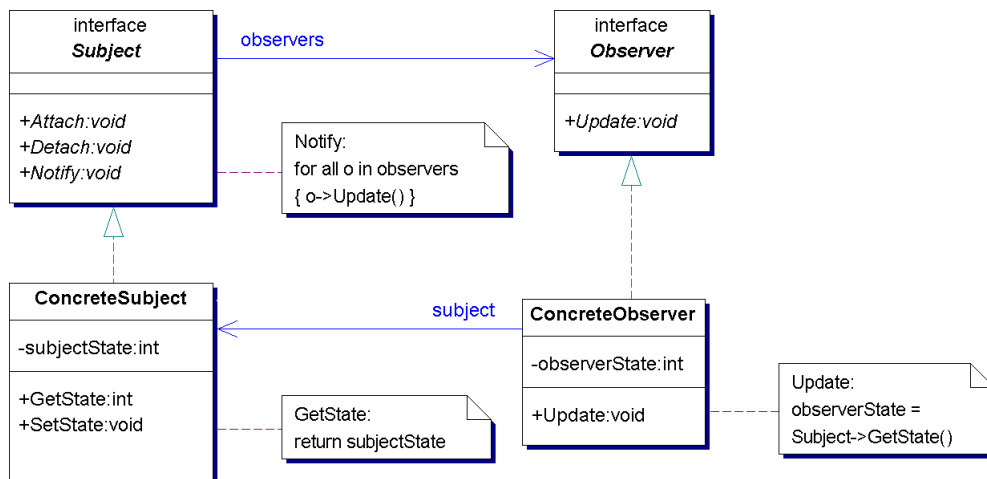 interface
Subject
+Attach:void
+Detach:void
+Notify:void
observers
interface
Observer
+Update:void
Notify:
for all o in observers
{ o->Update() }
ConcreteSubject
-subjectState:int
+GetState:int
+SetState:void
subject
GetState:
return subjectState
ConcreteObserver
-observerState:int
+Update:void
Update:
observerState =
Subject->GetState()